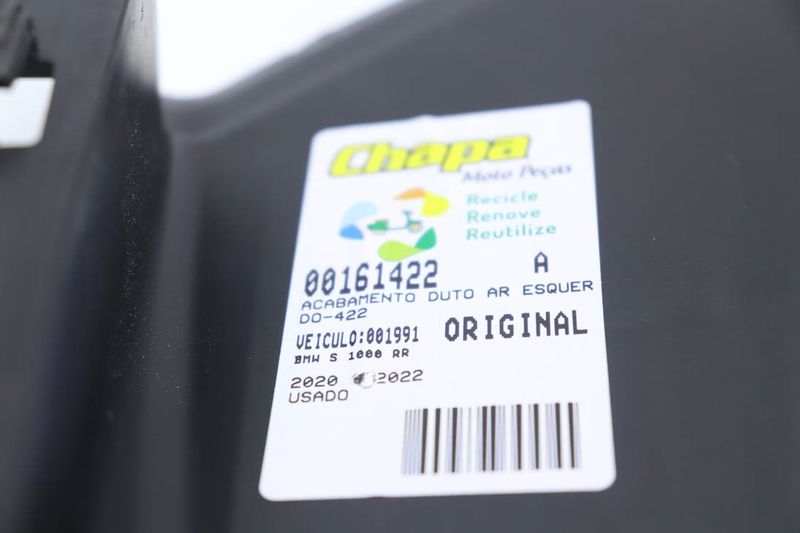 Chapa
Moto Peças
Recicle
Renove
Reutilize
00161422 A
ACABAMENTO DUTO AR ESQUER
DO-422
VEICULO:001991 ORIGINAL
BMW S 1000 RR
2020 2022
USADO